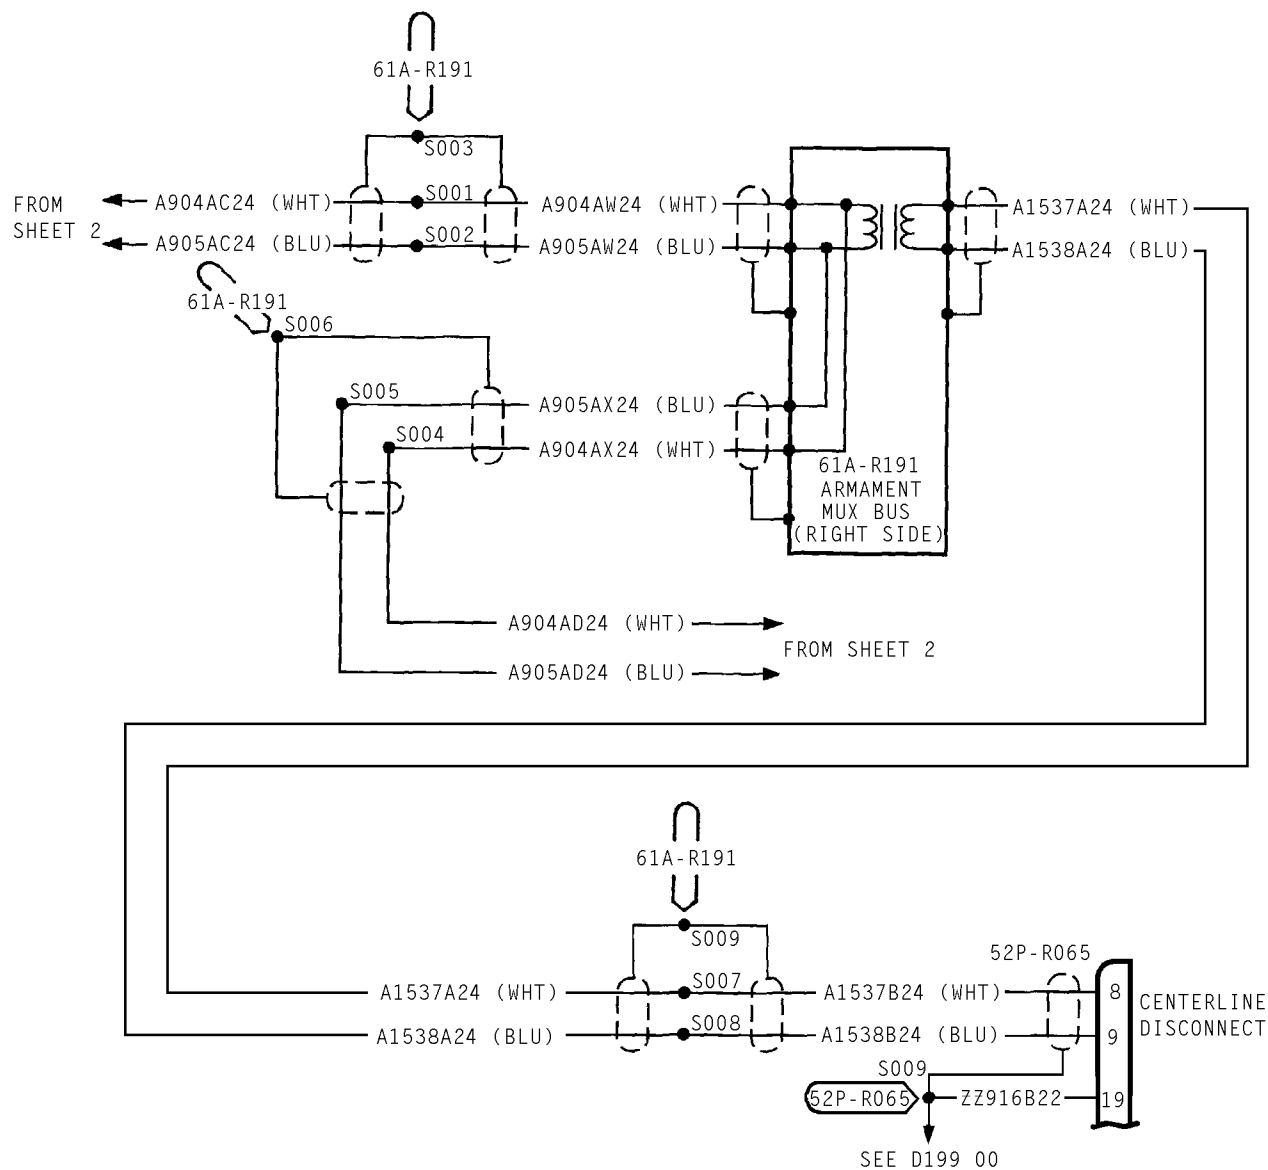 61A-R191
S003
FROM
SHEET 2
A904AC24 (WHT)
S001
A904AW24 (WHT)
A1537A24 (WHT)
A905AC24 (BLU)
S002
A905AW24 (BLU)
A1538A24 (BLU)
61A-R191
S006
S005
A905AX24 (BLU)
S004
A904AX24 (WHT)
61A-R191
ARMAMENT
MUX BUS
(RIGHT SIDE)
A904AD24 (WHT)
FROM SHEET 2
A905AD24 (BLU)
61A-R191
S009
52P-R065
A1537A24 (WHT)
S007
A1537B24 (WHT)
8
CENTERLINE
DISCONNECT
A1538A24 (BLU)
S008
A1538B24 (BLU)
9
S009
52P-R065
ZZ916B22
19
SEE D199 00